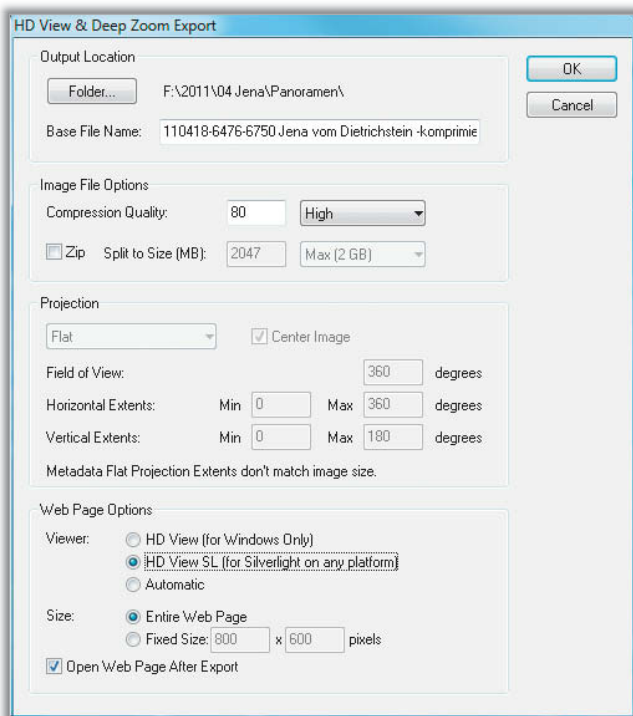 HD View & Deep Zoom Export
Output Location
Folder... F:\2011\04 Jena\Panoramen\
OK
Cancel
Base File Name: 110418-6476-6750 Jena vom Dietrichstein -komprimie
Image File Options
Compression Quality: 80 High
Zip Split to Size (MB): 2047 Max (2 GB)
Projection
Flat Center Image
Field of View: 360 degrees
Horizontal Extents: Min 0 Max 360 degrees
Vertical Extents: Min 0 Max 180 degrees
Metadata Flat Projection Extents don't match image size.
Web Page Options
Viewer: HD View (for Windows Only)
HD View SL (for Silverlight on any platform)
Automatic
Size: Entire Web Page
Fixed Size: 800 x 600 pixels
Open Web Page After Export